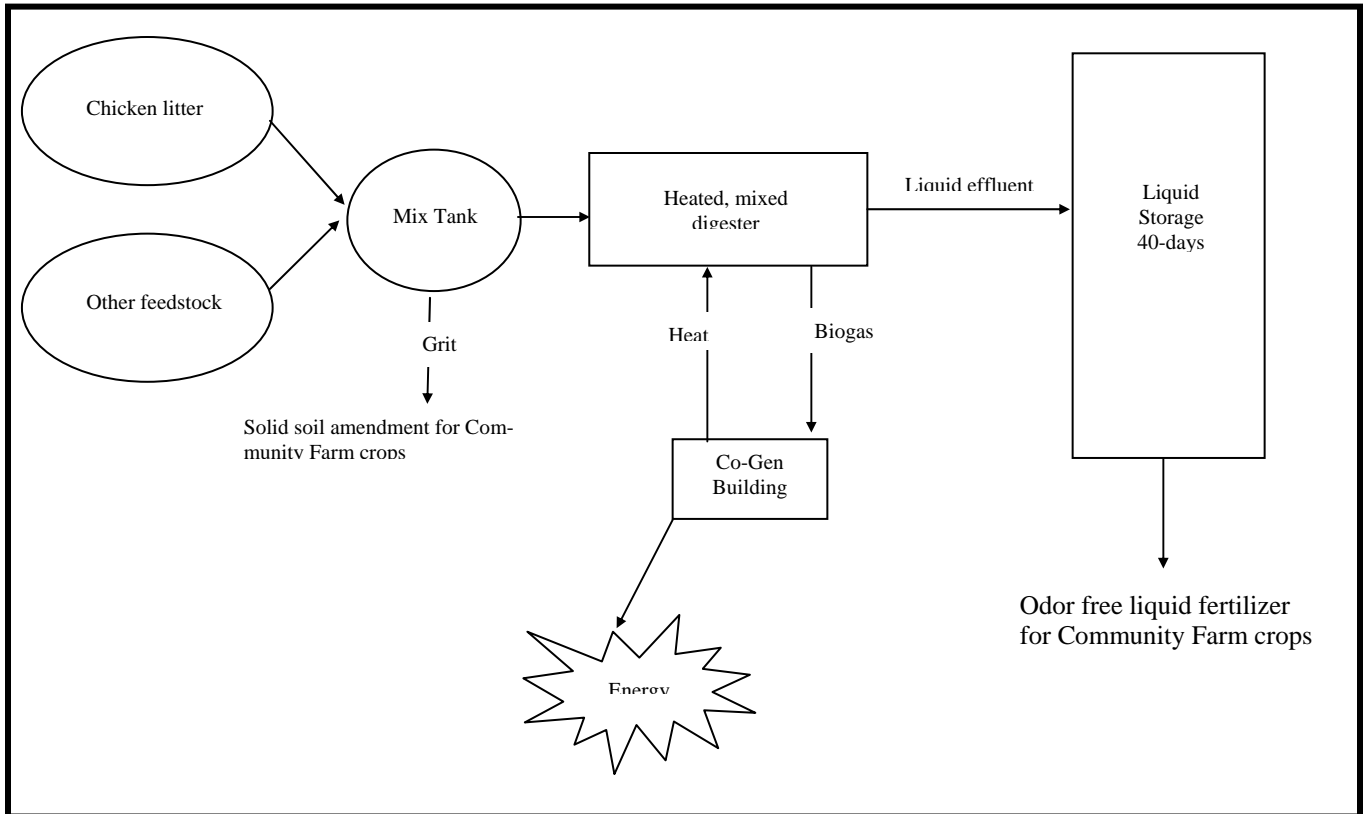 Chicken litter
Other feedstock
Mix Tank
Grit
Solid soil amendment for Com-
munity Farm crops
Heated, mixed
digester
Heat
Biogas
Co-Gen
Building
Energy
Liquid effluent
Liquid
Storage
40-days
Odor free liquid fertilizer
for Community Farm crops